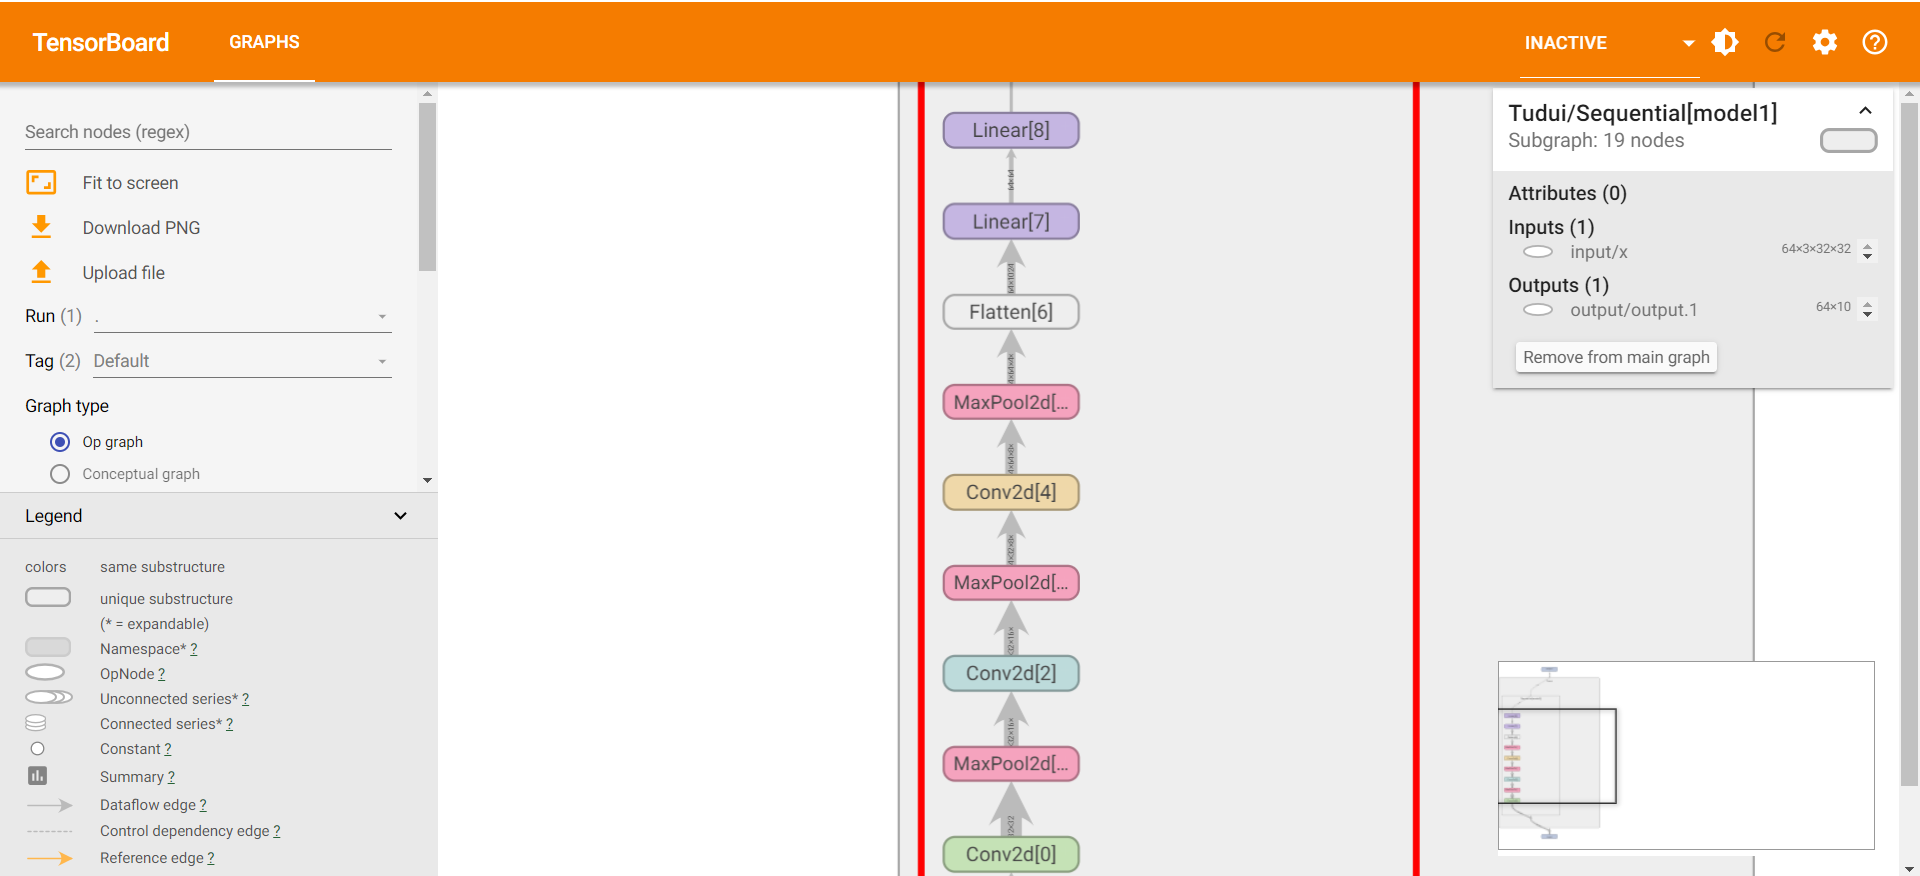 TensorBoard
GRAPHS
INACTIVE
Search nodes (regex)
Fit to screen
Download PNG
Upload file
Run (1) .
Tag (2) Default
Graph type
Op graph
Conceptual graph
Legend
colors same substructure
unique substructure
(* = expandable)
Namespace* ?
OpNode ?
Unconnected series* ?
Connected series* ?
Constant ?
Summary ?
Dataflow edge ?
Control dependency edge ?
Reference edge ?
Linear[8]
64×64
Linear[7]
64×1024
Flatten[6]
MaxPool2d[...
Conv2d[4]
MaxPool2d[...
Conv2d[2]
MaxPool2d[...
Conv2d[0]
Tudui/Sequential[model1]
Subgraph: 19 nodes
Attributes (0)
Inputs (1)
input/x 64×3×32×32
Outputs (1)
output/output.1 64×10
Remove from main graph